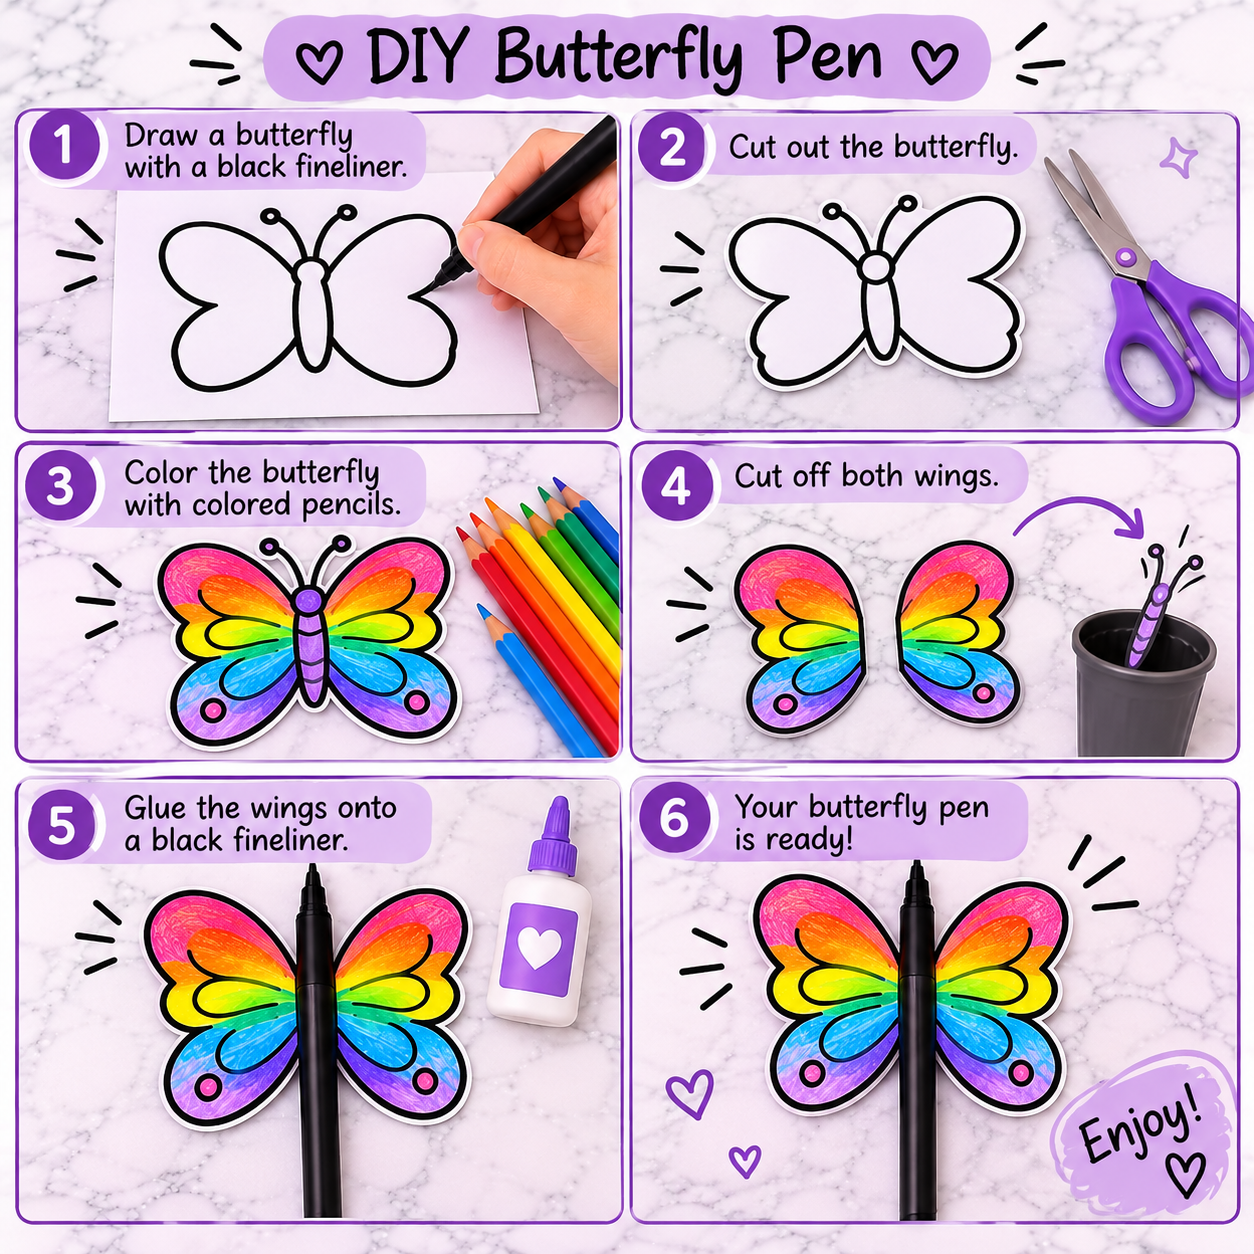 DIY Butterfly Pen
1
Draw a butterfly
with a black fineliner.
2
Cut out the butterfly.
3
Color the butterfly
with colored pencils.
4
Cut off both wings.
5
Glue the wings onto
a black fineliner.
6
Your butterfly pen
is ready!
Enjoy!